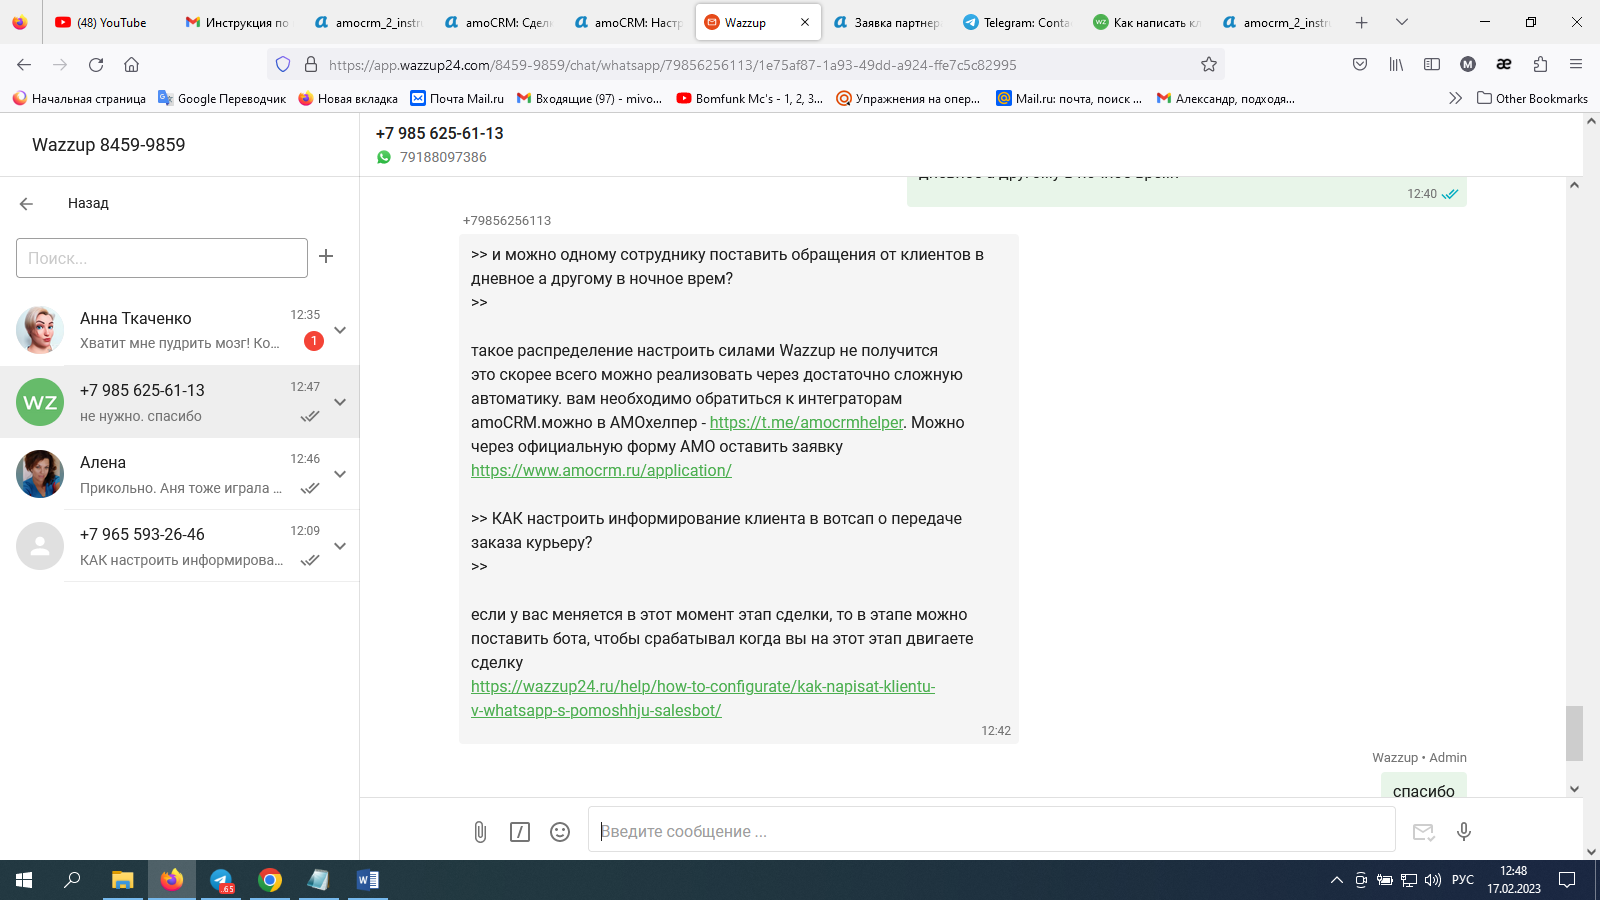 (48) YouTube
Инструкция по
amocrm_2_instru
amoCRM: Сдел
amoCRM: Настр
Wazzup
Заявка партнер
Telegram: Conta
Как написать кл
amocrm_2_instru
https://app.wazzup24.com/8459-9859/chat/whatsapp/79856256113/1e75af87-1a93-49dd-a924-ffe7c5c82995
Начальная страница
Google Переводчик
Новая вкладка
Почта Mail.ru
Входящие (97) - mivo...
Bomfunk Mc's - 1, 2, 3...
Упражнения на опер...
Mail.ru: почта, поиск ...
Александр, подходя...
Other Bookmarks
Wazzup 8459-9859
+7 985 625-61-13
79188097386
Назад
Поиск...
Анна Ткаченко
12:35
Хватит мне пудрить мозг! Ко...
1
WZ
+7 985 625-61-13
12:47
не нужно. спасибо
Алена
12:46
Прикольно. Аня тоже играла ...
+7 965 593-26-46
12:09
КАК настроить информирова...
дневное а другому в ночное время
12:40
+79856256113
>> и можно одному сотруднику поставить обращения от клиентов в
дневное а другому в ночное врем?
>>
такое распределение настроить силами Wazzup не получится
это скорее всего можно реализовать через достаточно сложную
автоматику. вам необходимо обратиться к интеграторам
amoCRM.можно в АМОхелпер - https://t.me/amocrmhelper. Можно
через официальную форму АМО оставить заявку
https://www.amocrm.ru/application/
>> КАК настроить информирование клиента в вотсап о передаче
заказа курьеру?
>>
если у вас меняется в этот момент этап сделки, то в этапе можно
поставить бота, чтобы срабатывал когда вы на этот этап двигаете
сделку
https://wazzup24.ru/help/how-to-configurate/kak-napisat-klientu-
v-whatsapp-s-pomoshhju-salesbot/
12:42
Wazzup • Admin
спасибо
Введите сообщение ...
65
РУС
12:48
17.02.2023